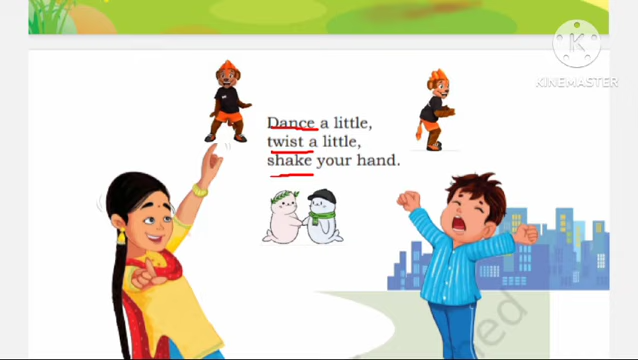 K
KINEMASTER
Dance a little,
twist a little,
shake your hand.